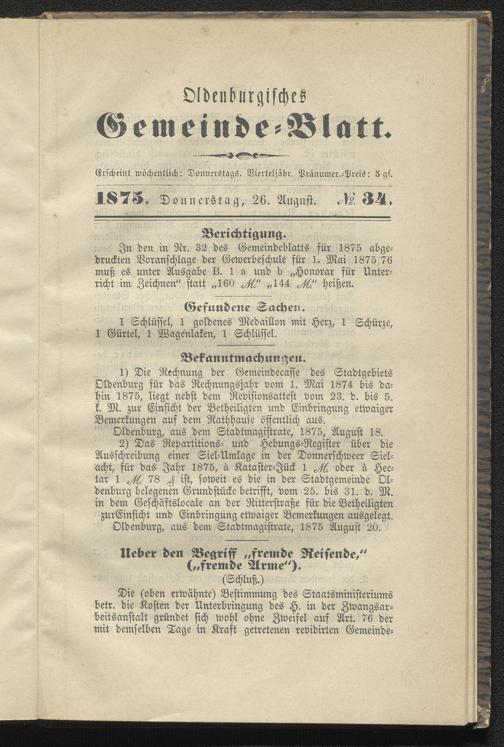 Oldenburgisches
Gemeinde-Blatt.
Erscheint wöchentlich: Donnerstags. Vierteljähr. Pränumer.-Preis: 5 gs.
1875. Donnerstag, 26. August. № 34.
Berichtigung.
In den in Nr. 32 des Gemeindeblatts für 1875 abge-
druckten Voranschlage der Gewerbeschule für 1. Mai 1875 76
muß es unter Ausgabe B. 1 a und b „Honorar für Unter-
richt im Zeichnen" statt „160 M." „144 M." heißen.
Gefundene Sachen.
1 Schlüssel, 1 goldenes Medaillon mit Herz, 1 Schürze,
1 Gürtel, 1 Wagenlaken, 1 Schlüssel.
Bekanntmachungen.
1) Die Rechnung der Gemeindecasse des Stadtgebiets
Oldenburg für das Rechnungsjahr vom 1. Mai 1874 bis da-
hin 1875, liegt nebst dem Revisionsattest vom 23. d. bis 5.
k. M. zur Einsicht der Betheiligten und Einbringung etwaiger
Bemerkungen auf dem Rathhause öffentlich aus.
Oldenburg, aus dem Stadtmagistrate, 1875, August 18.
2) Das Repartitions- und Hebungs-Register über die
Ausschreibung einer Siel-Umlage in der Donnerschweer Siel-
acht, für das Jahr 1875, à Kataster-Jück 1 M. oder à Hec-
tar 1 M. 78 ₰ ist, soweit es die in der Stadtgemeinde Ol-
denburg belegenen Grundstücke betrifft, vom 25. bis 31. d. M.
in dem Geschäftslocale an der Ritterstraße für die Betheiligten
zur Einsicht und Einbringung etwaiger Bemerkungen ausgelegt.
Oldenburg, aus dem Stadtmagistrate, 1875 August 20.
Ueber den Begriff „fremde Reisende,"
(„fremde Arme").
(Schluß.)
Die (oben erwähnte) Bestimmung des Staatsministeriums
betr. die Kosten der Unterbringung des H. in der Zwangsar-
beitsanstalt gründet sich wohl ohne Zweifel auf Art. 76 der
mit demselben Tage in Kraft getretenen revidirten Gemeinde-